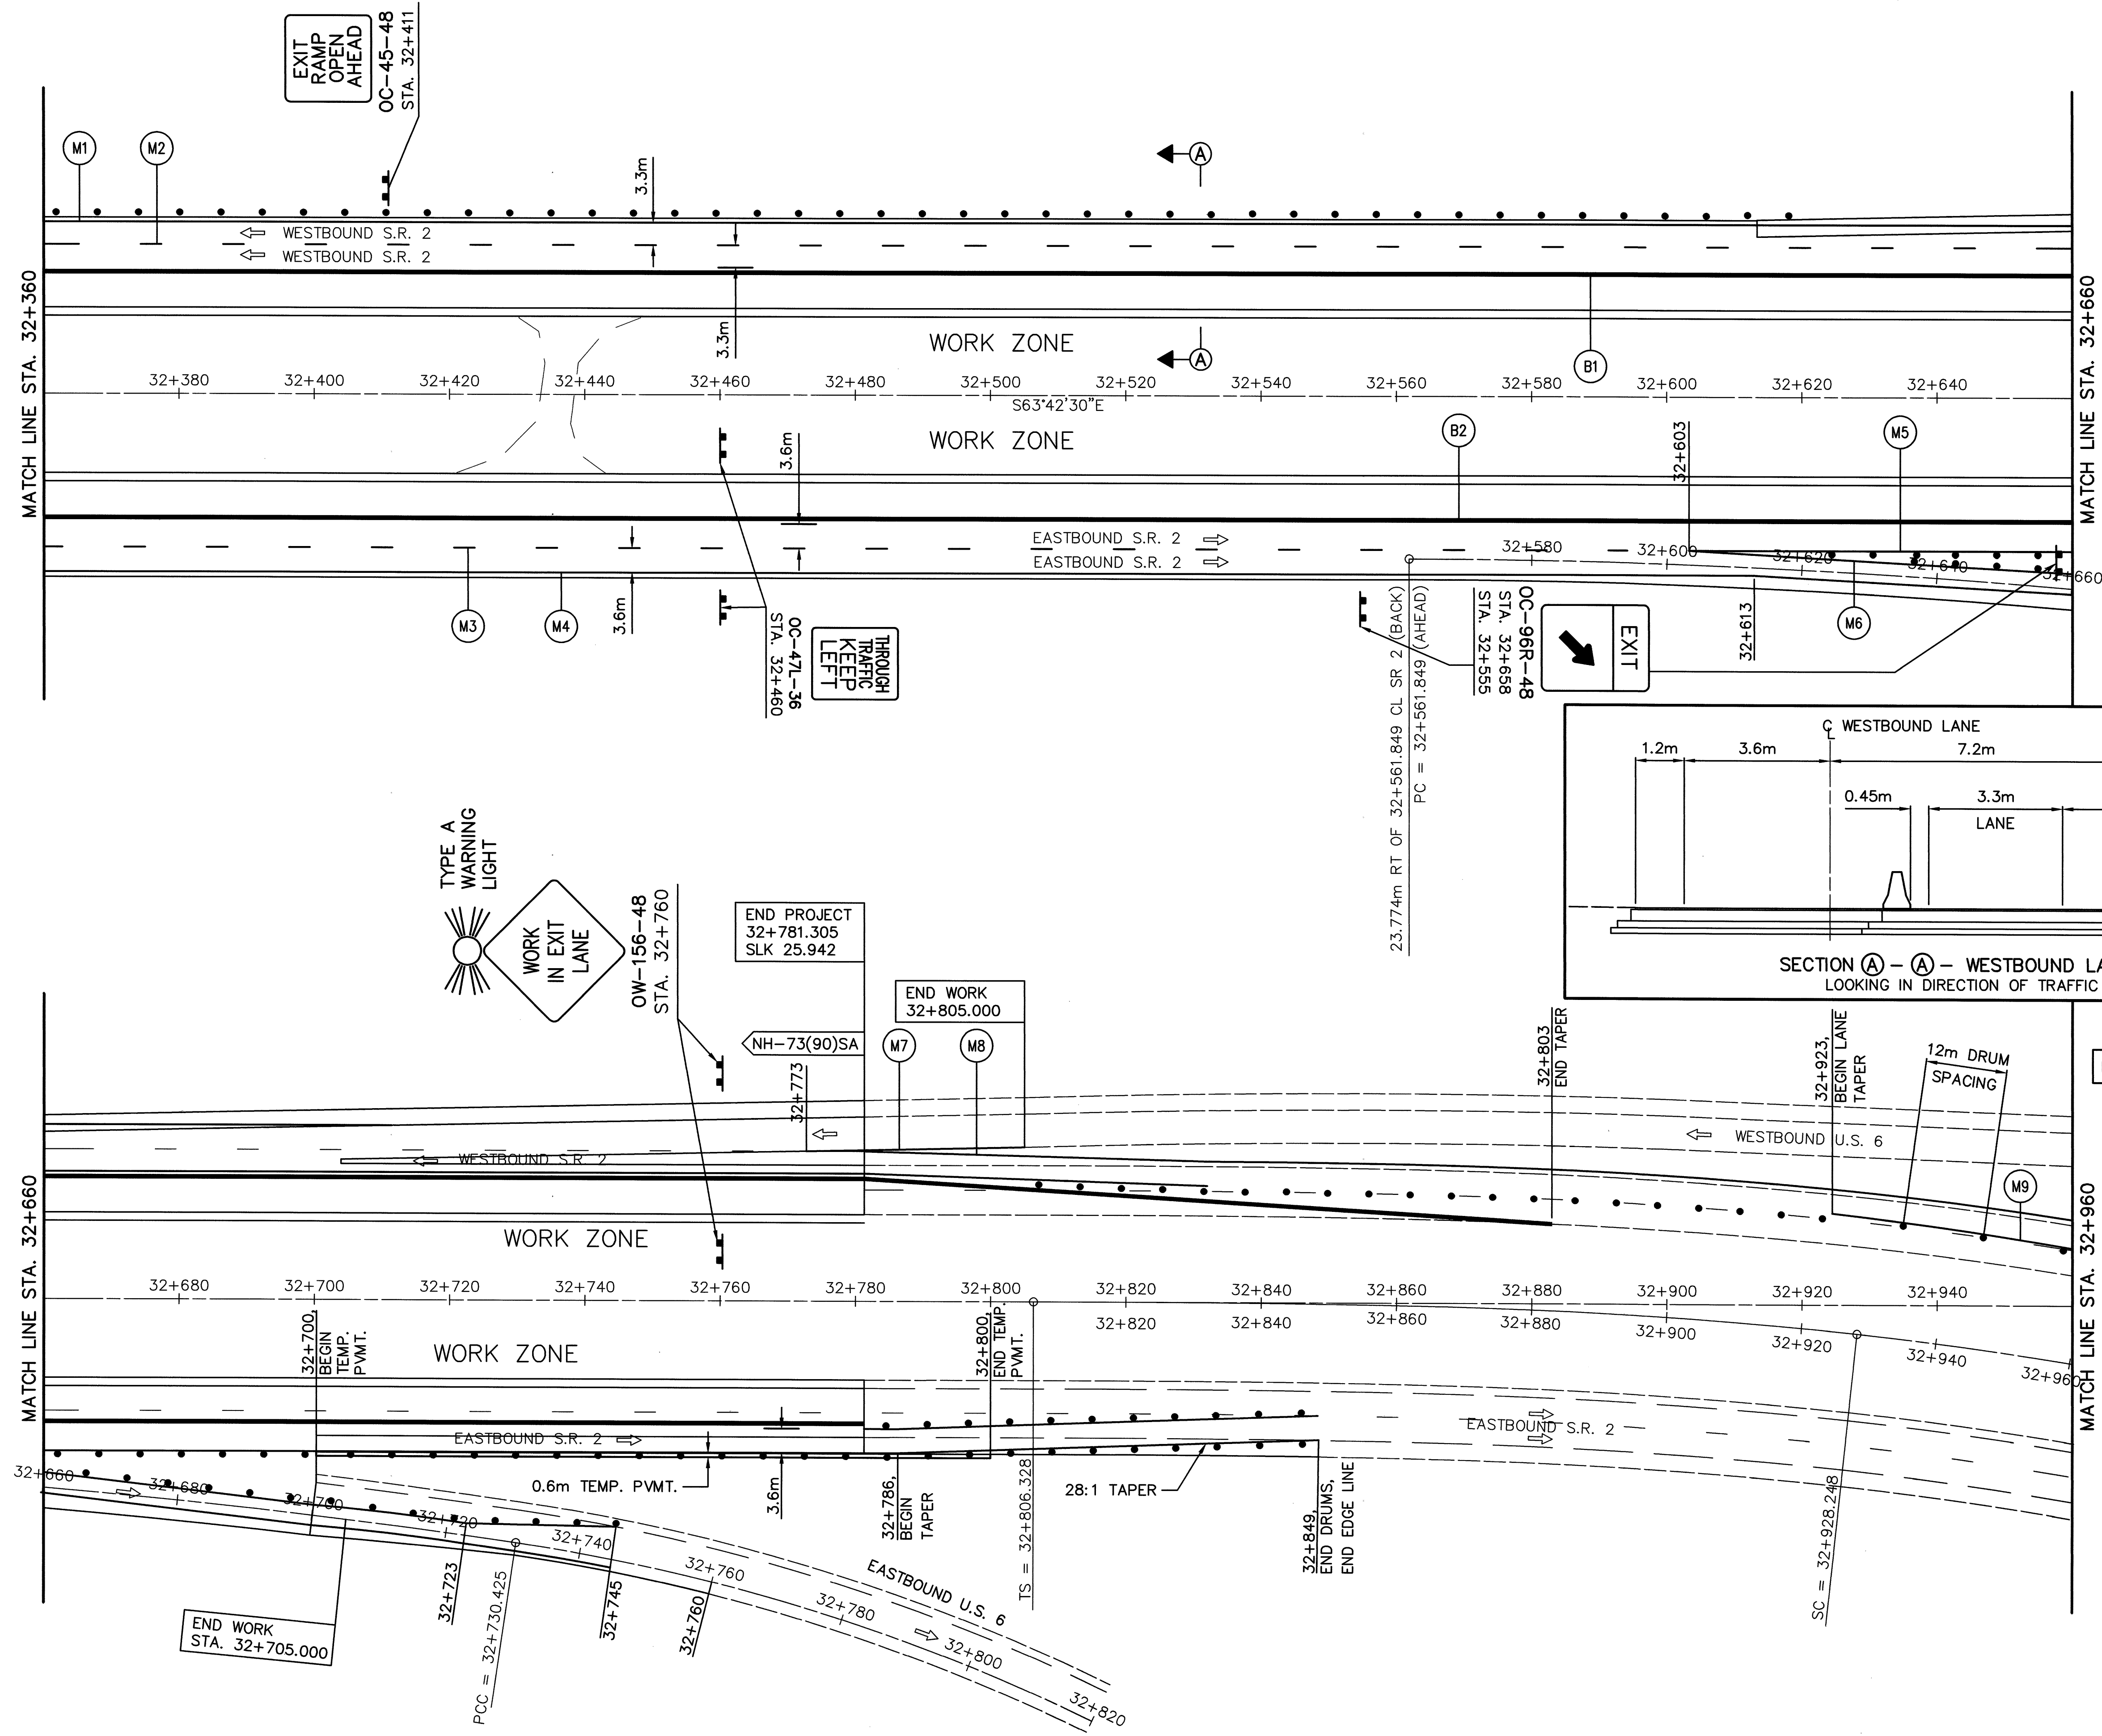 EXIT
RAMP
OPEN
AHEAD
OC-45-48
STA. 32+411
M1
M2
3.3m
A
WESTBOUND S.R. 2
WESTBOUND S.R. 2
MATCH LINE STA. 32+360
MATCH LINE STA. 32+660
3.3m
WORK ZONE
A
B1
32+380
32+400
32+420
32+440
32+460
32+480
32+500
32+520
32+540
32+560
32+580
32+600
32+620
32+640
S63°42'30"E
WORK ZONE
3.6m
B2
32+603
M5
EASTBOUND S.R. 2
EASTBOUND S.R. 2
32+580
32+600
32+620
32+640
32+660
M3
M4
3.6m
OC-47L-36
STA. 32+460
THROUGH
TRAFFIC
KEEP
LEFT
23.774m RT OF 32+561.849 CL SR 2 (BACK)
PC = 32+561.849 (AHEAD)
OC-96R-48
STA. 32+658
STA. 32+555
EXIT
32+613
M6
℄ WESTBOUND LANE
1.2m
3.6m
7.2m
0.45m
3.3m
LANE
SECTION A - A - WESTBOUND LA
LOOKING IN DIRECTION OF TRAFFIC
TYPE A
WARNING
LIGHT
WORK
IN EXIT
LANE
OW-156-48
STA. 32+760
END PROJECT
32+781.305
SLK 25.942
END WORK
32+805.000
NH-73(90)SA
M7
M8
32+773
32+803
END TAPER
32+923,
BEGIN LANE
TAPER
12m DRUM
SPACING
WESTBOUND U.S. 6
WESTBOUND S.R. 2
M9
MATCH LINE STA. 32+660
MATCH LINE STA. 32+960
WORK ZONE
32+680
32+700
32+720
32+740
32+760
32+780
32+800
32+820
32+840
32+860
32+880
32+900
32+920
32+940
32+820
32+840
32+860
32+880
32+900
32+920
32+940
32+960
32+700,
BEGIN
TEMP.
PVMT.
WORK ZONE
32+800,
END TEMP.
PVMT.
EASTBOUND S.R. 2
EASTBOUND S.R. 2
0.6m TEMP. PVMT.
3.6m
32+786,
BEGIN
TAPER
TS = 32+806.328
28:1 TAPER
32+849,
END DRUMS,
END EDGE LINE
SC = 32+928.248
32+660
32+680
32+700
32+720
32+740
32+760
32+780
32+800
32+820
EASTBOUND U.S. 6
END WORK
STA. 32+705.000
32+723
PCC = 32+730.425
32+745
32+760